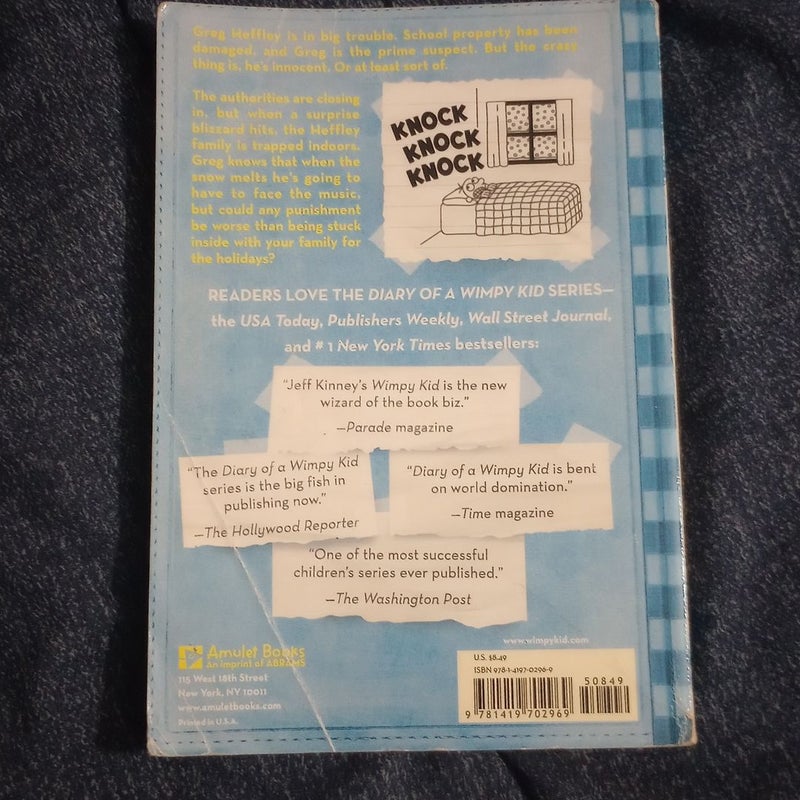 Greg Heffley is in big trouble. School property has been
damaged, and Greg is the prime suspect. But the crazy
thing is, he's innocent. Or at least sort of.
The authorities are closing
in, but when a surprise
blizzard hits, the Heffley
family is trapped indoors.
Greg knows that when the
snow melts he's going to
have to face the music,
but could any punishment
be worse than being stuck
inside with your family for
the holidays?
KNOCK
KNOCK
KNOCK
READERS LOVE THE DIARY OF A WIMPY KID SERIES—
the USA Today, Publishers Weekly, Wall Street Journal,
and #1 New York Times bestsellers:
"Jeff Kinney's Wimpy Kid is the new
wizard of the book biz."
—Parade magazine
"The Diary of a Wimpy Kid
series is the big fish in
publishing now."
—The Hollywood Reporter
"Diary of a Wimpy Kid is bent
on world domination."
—Time magazine
"One of the most successful
children's series ever published."
—The Washington Post
www.wimpykid.com
Amulet Books
An imprint of ABRAMS
115 West 18th Street
New York, NY 10011
www.amuletbooks.com
Printed in U.S.A.
U.S. $8.49
ISBN 978-1-4197-0296-9
50849
9 781419 702969